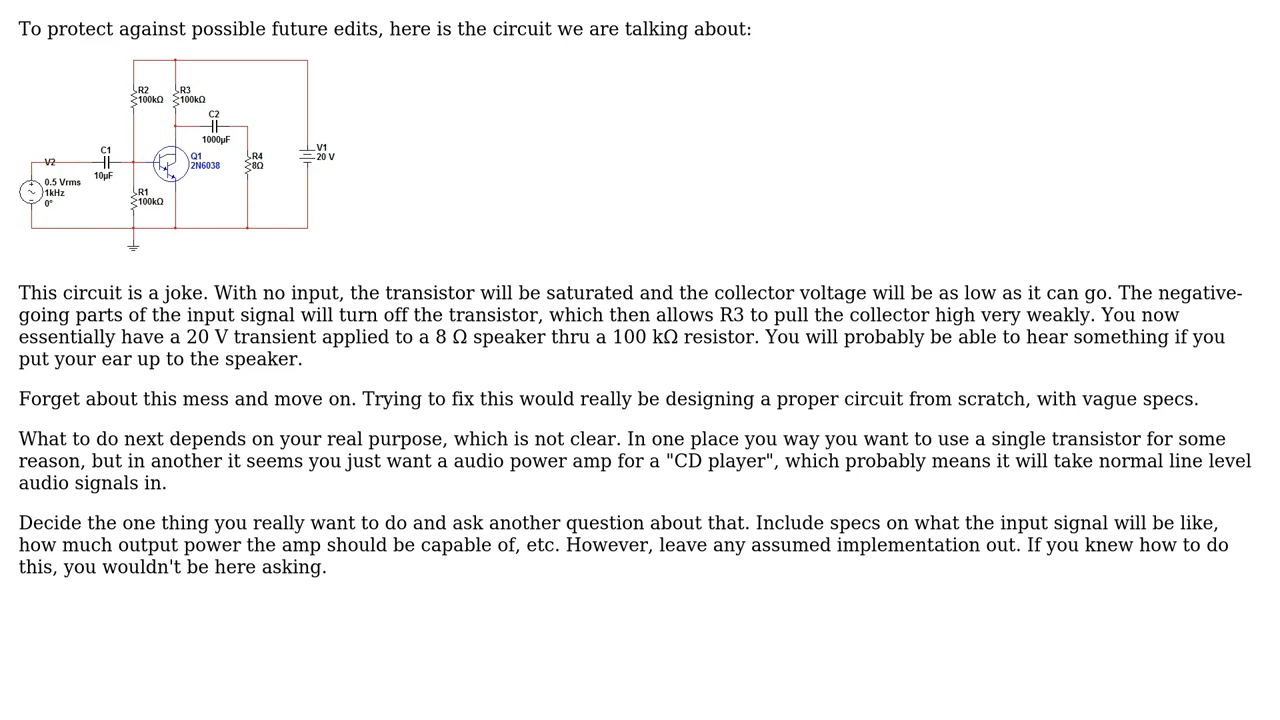 To protect against possible future edits, here is the circuit we are talking about:
R2
100kΩ
R3
100kΩ
C2
1000µF
C1
10µF
V2
0.5 Vrms
1kHz
0°
Q1
2N6038
R4
8Ω
V1
20 V
R1
100kΩ
This circuit is a joke. With no input, the transistor will be saturated and the collector voltage will be as low as it can go. The negative-
going parts of the input signal will turn off the transistor, which then allows R3 to pull the collector high very weakly. You now
essentially have a 20 V transient applied to a 8 Ω speaker thru a 100 kΩ resistor. You will probably be able to hear something if you
put your ear up to the speaker.
Forget about this mess and move on. Trying to fix this would really be designing a proper circuit from scratch, with vague specs.
What to do next depends on your real purpose, which is not clear. In one place you way you want to use a single transistor for some
reason, but in another it seems you just want a audio power amp for a "CD player", which probably means it will take normal line level
audio signals in.
Decide the one thing you really want to do and ask another question about that. Include specs on what the input signal will be like,
how much output power the amp should be capable of, etc. However, leave any assumed implementation out. If you knew how to do
this, you wouldn't be here asking.